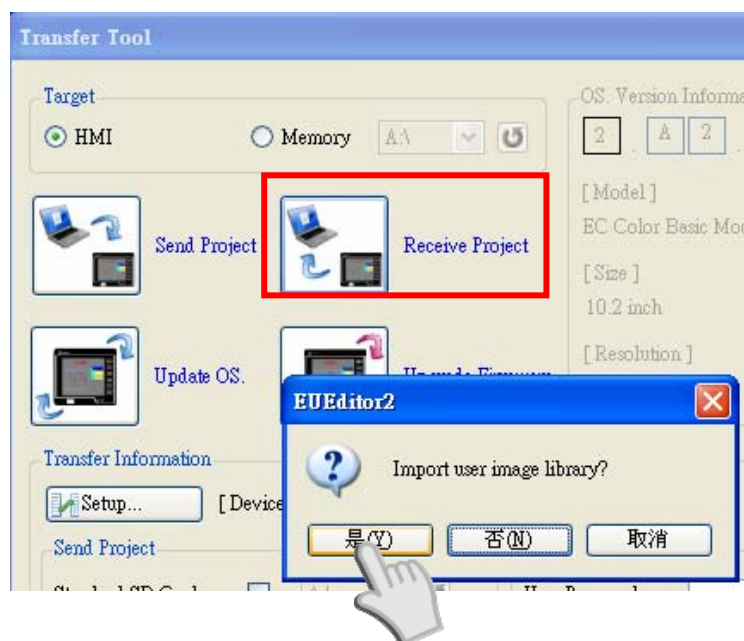 Transfer Tool
Target
HMI
Memory
A:\
OS. Version Informa
2 . A 2 .
[ Model ]
EC Color Basic Mod
[ Size ]
10.2 inch
[ Resolution ]
Send Project
Receive Project
Update OS.
EUEditor2
Import user image library?
是(Y)
否(N)
取消
Transfer Information
Setup...
[ Device
Send Project